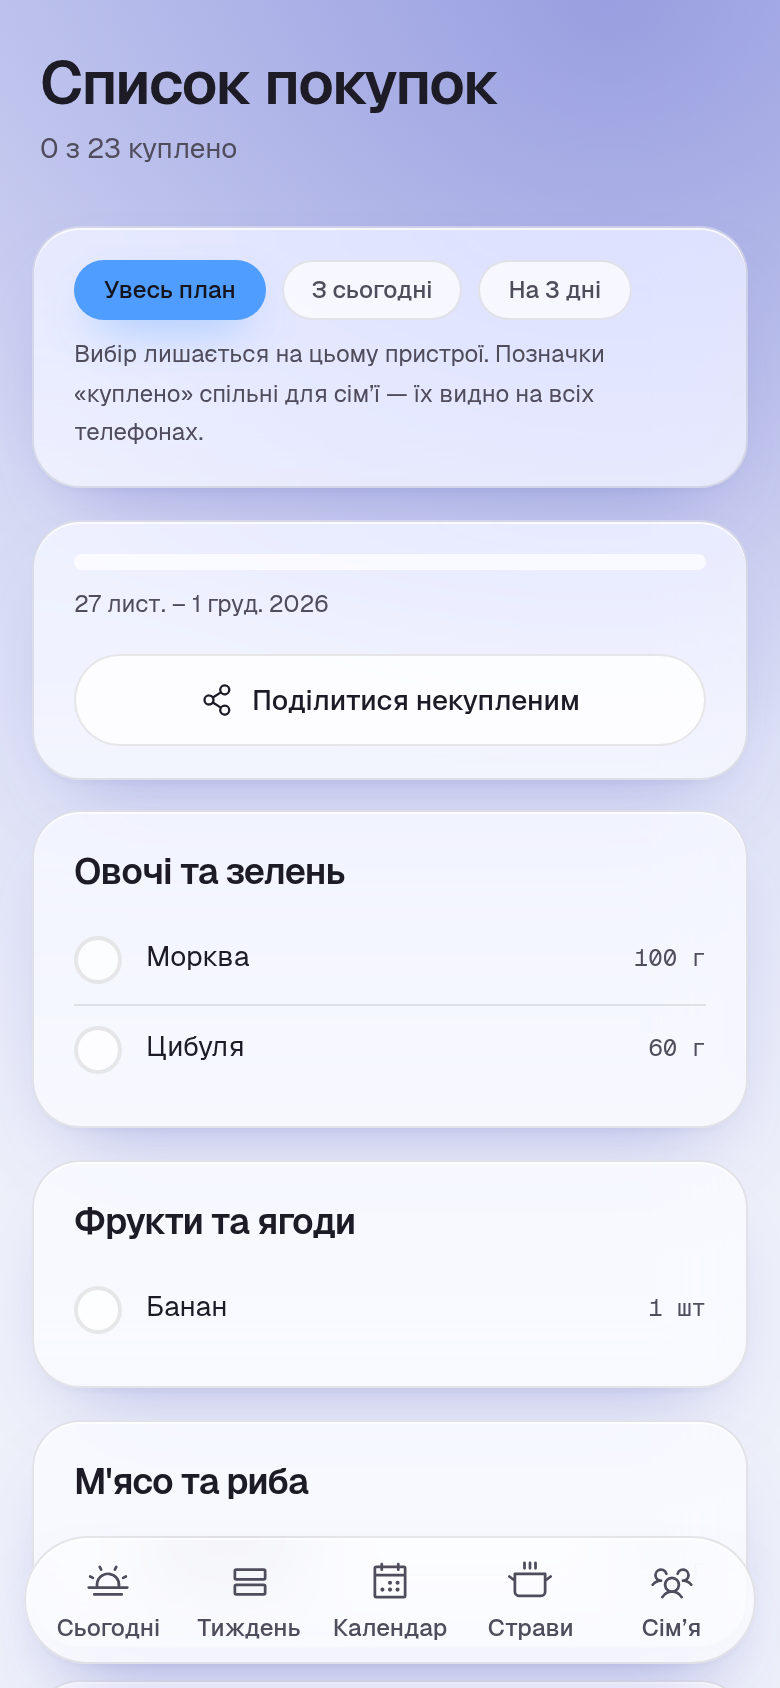 Список покупок
0 з 23 куплено
Увесь план
З сьогодні
На 3 дні
Вибір лишається на цьому пристрої. Позначки
«куплено» спільні для сім’ї — їх видно на всіх
телефонах.
27 лист. – 1 груд. 2026
Поділитися некупленим
Овочі та зелень
Морква 100 г
Цибуля 60 г
Фрукти та ягоди
Банан 1 шт
М'ясо та риба
Сьогодні
Тиждень
Календар
Страви
Сім’я